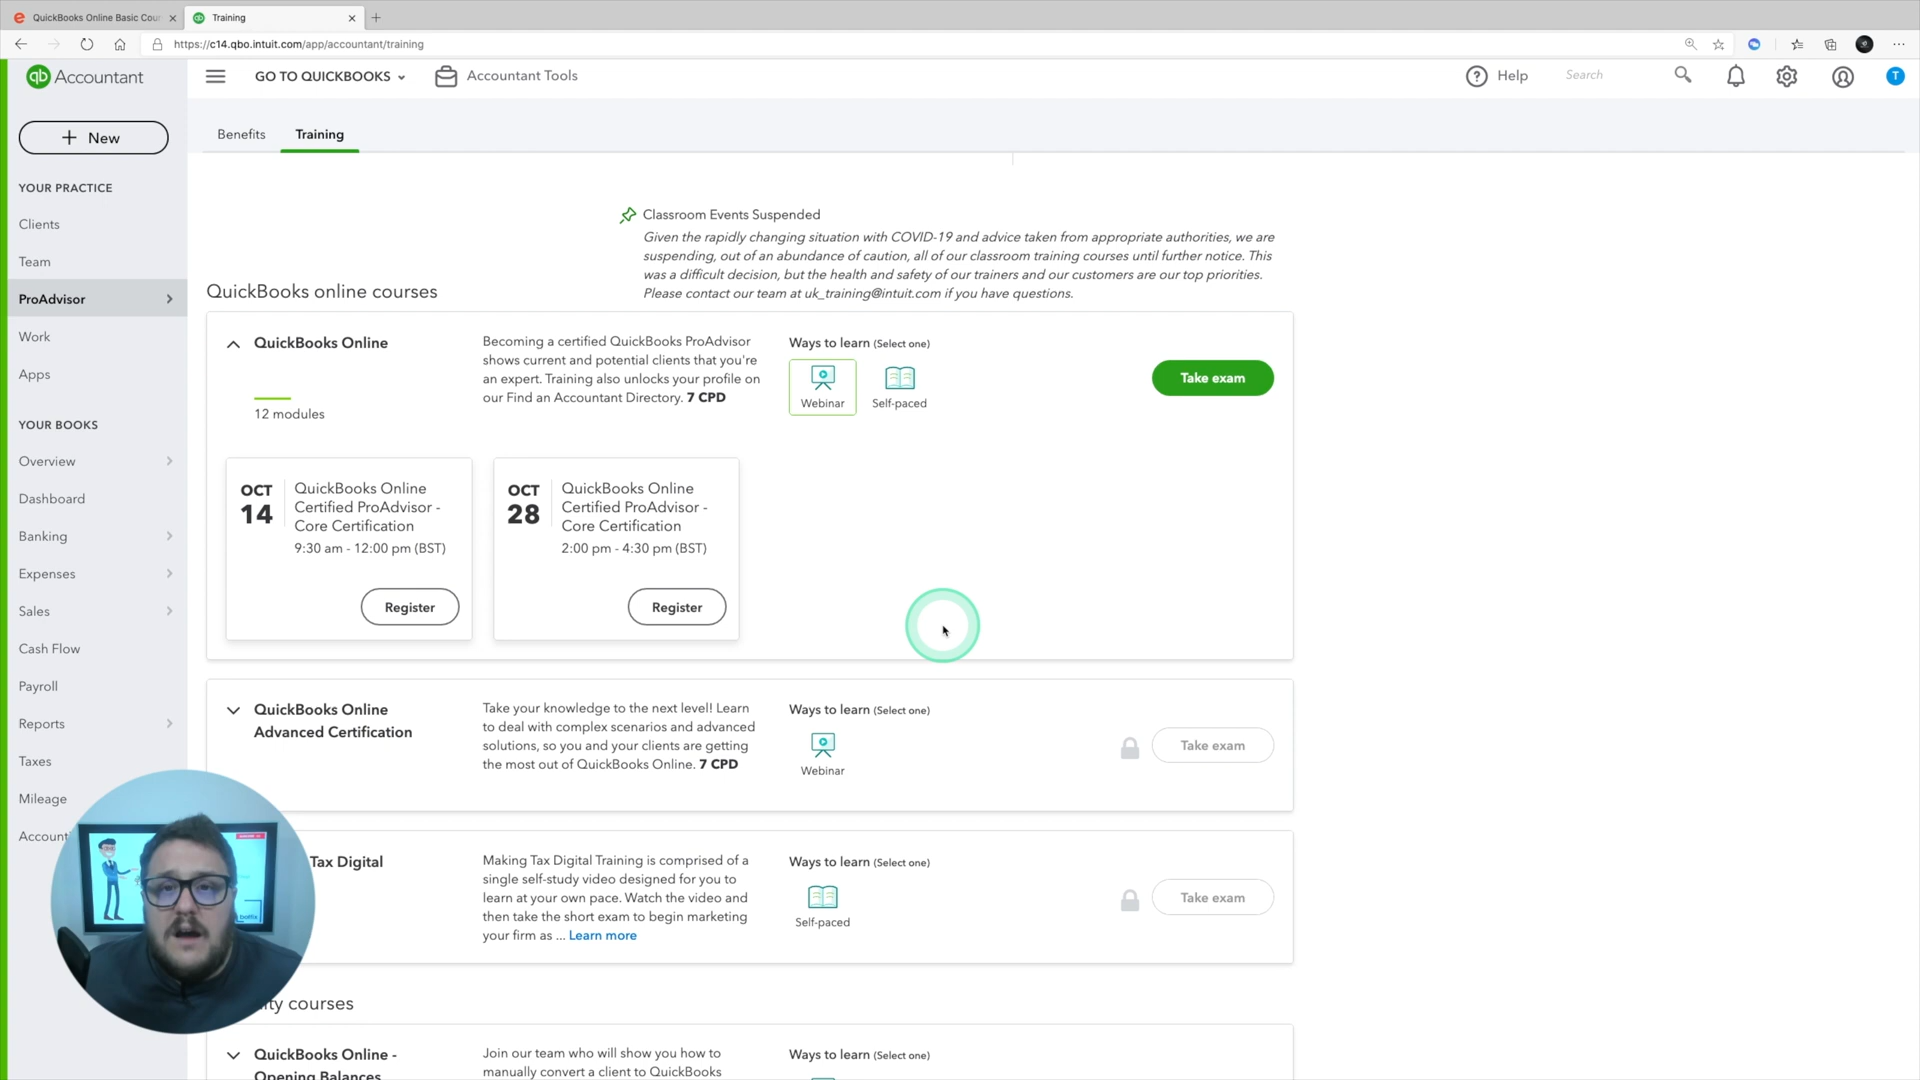 QuickBooks Online Basic Cou
Training
https://c14.qbo.intuit.com/app/accountant/training
qb Accountant
GO TO QUICKBOOKS
Accountant Tools
Help
Search
T
+ New
Benefits
Training
YOUR PRACTICE
Clients
Team
ProAdvisor
Work
Apps
YOUR BOOKS
Overview
Dashboard
Banking
Expenses
Sales
Cash Flow
Payroll
Reports
Taxes
Mileage
Account
Classroom Events Suspended
Given the rapidly changing situation with COVID-19 and advice taken from appropriate authorities, we are
suspending, out of an abundance of caution, all of our classroom training courses until further notice. This
was a difficult decision, but the health and safety of our trainers and our customers are our top priorities.
Please contact our team at uk_training@intuit.com if you have questions.
QuickBooks online courses
QuickBooks Online
12 modules
Becoming a certified QuickBooks ProAdvisor
shows current and potential clients that you're
an expert. Training also unlocks your profile on
our Find an Accountant Directory. 7 CPD
Ways to learn (Select one)
Webinar
Self-paced
Take exam
OCT
14
QuickBooks Online
Certified ProAdvisor -
Core Certification
9:30 am - 12:00 pm (BST)
Register
OCT
28
QuickBooks Online
Certified ProAdvisor -
Core Certification
2:00 pm - 4:30 pm (BST)
Register
QuickBooks Online
Advanced Certification
Take your knowledge to the next level! Learn
to deal with complex scenarios and advanced
solutions, so you and your clients are getting
the most out of QuickBooks Online. 7 CPD
Ways to learn (Select one)
Webinar
Take exam
Tax Digital
Making Tax Digital Training is comprised of a
single self-study video designed for you to
learn at your own pace. Watch the video and
then take the short exam to begin marketing
your firm as ... Learn more
Ways to learn (Select one)
Self-paced
Take exam
ity courses
QuickBooks Online -
Opening Balances
Join our team who will show you how to
manually convert a client to QuickBooks
Ways to learn (Select one)